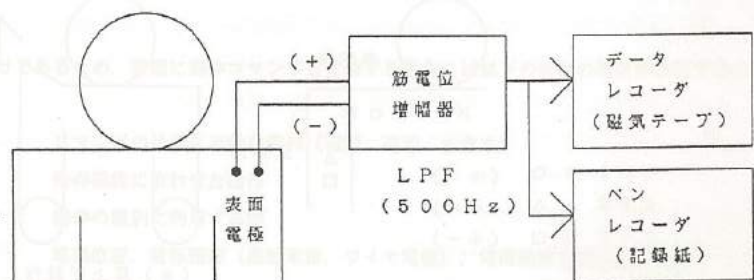 (+)
(-)
筋電位
増幅器
LPF
(500Hz)
表面
電極
データ
レコーダ
(磁気テープ)
ペン
レコーダ
(記録紙)